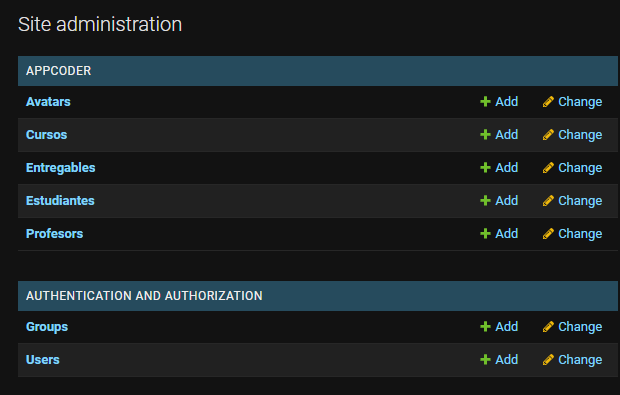 Site administration
APPCODER
Avatars Add Change
Cursos Add Change
Entregables Add Change
Estudiantes Add Change
Profesors Add Change
AUTHENTICATION AND AUTHORIZATION
Groups Add Change
Users Add Change